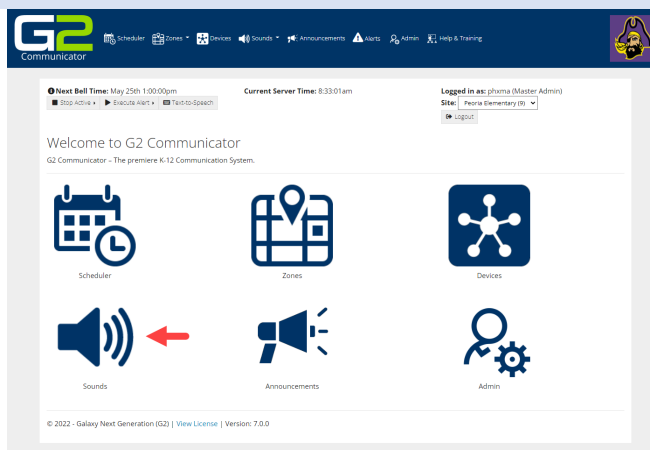 G2
Communicator
Scheduler Zones Devices Sounds Announcements Alerts Admin Help & Training
Next Bell Time: May 25th 1:00:00pm Current Server Time: 8:33:01am Logged in as: phxma (Master Admin)
Stop Active Execute Alert Text-to-Speech Site: Peoria Elementary (9)
Logout
Welcome to G2 Communicator
G2 Communicator – The premiere K-12 Communication System.
Scheduler Zones Devices
Sounds Announcements Admin
© 2022 - Galaxy Next Generation (G2) | View License | Version: 7.0.0